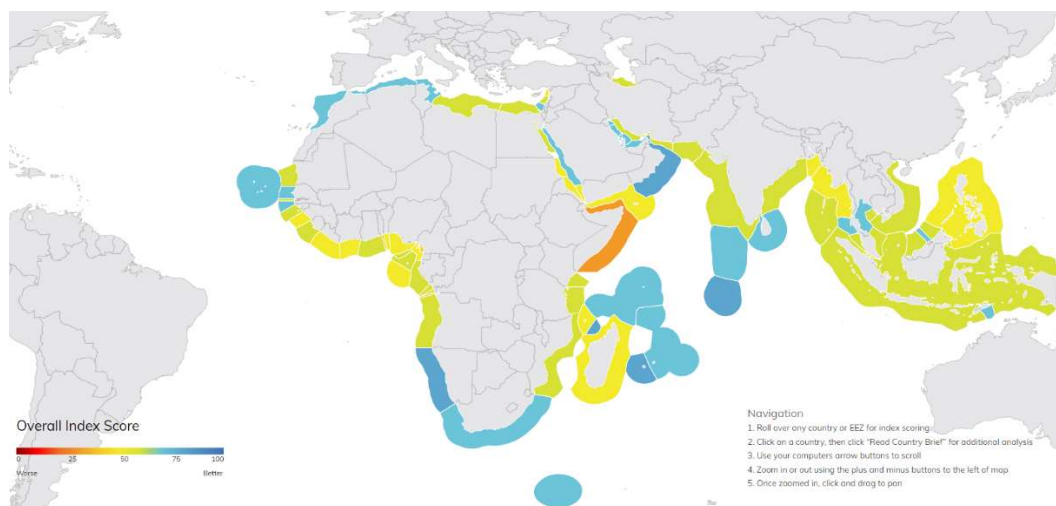 Overall Index Score
0 25 50 75 100
Worse Better
Navigation
1. Roll over any country or EEZ for index scoring
2. Click on a country, then click "Read Country Brief" for additional analysis
3. Use your computers arrow buttons to scroll
4. Zoom in or out using the plus and minus buttons to the left of map
5. Once zoomed in, click and drag to pan